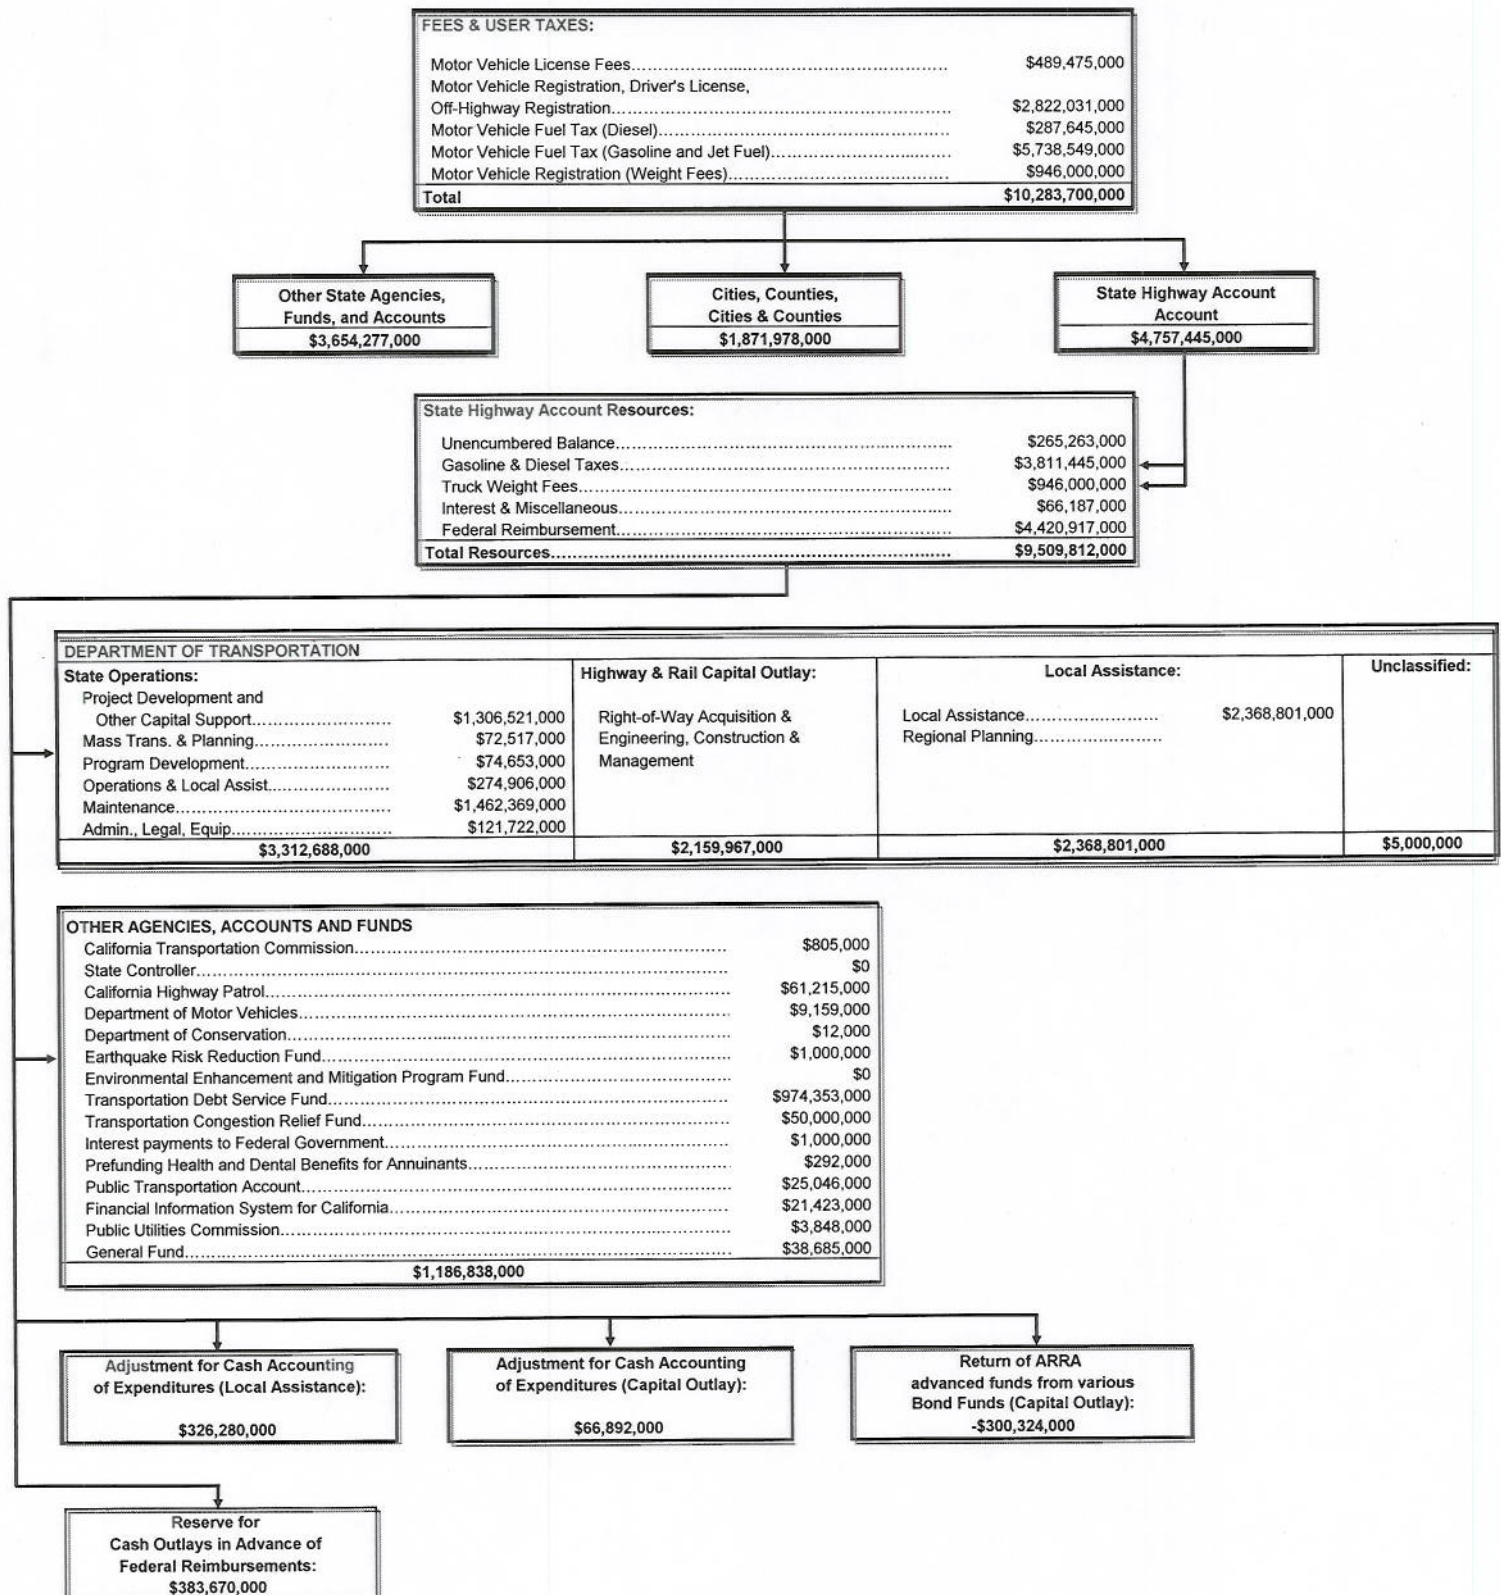 FEES & USER TAXES:
Motor Vehicle License Fees................................................ $489,475,000
Motor Vehicle Registration, Driver's License,
Off-Highway Registration................................................ $2,822,031,000
Motor Vehicle Fuel Tax (Diesel)................................................ $287,645,000
Motor Vehicle Fuel Tax (Gasoline and Jet Fuel)................................ $5,738,549,000
Motor Vehicle Registration (Weight Fees)................................ $946,000,000
Total $10,283,700,000
Other State Agencies,
Funds, and Accounts
$3,654,277,000
Cities, Counties,
Cities & Counties
$1,871,978,000
State Highway Account
Account
$4,757,445,000
State Highway Account Resources:
Unencumbered Balance................................................ $265,263,000
Gasoline & Diesel Taxes................................................ $3,811,445,000
Truck Weight Fees................................................ $946,000,000
Interest & Miscellaneous................................................ $66,187,000
Federal Reimbursement................................................ $4,420,917,000
Total Resources................................................ $9,509,812,000
DEPARTMENT OF TRANSPORTATION
State Operations:
Project Development and
Other Capital Support........................ $1,306,521,000
Mass Trans. & Planning........................ $72,517,000
Program Development........................ $74,653,000
Operations & Local Assist........................ $274,906,000
Maintenance........................ $1,462,369,000
Admin., Legal, Equip........................ $121,722,000
$3,312,688,000
Highway & Rail Capital Outlay:
Right-of-Way Acquisition &
Engineering, Construction &
Management
$2,159,967,000
Local Assistance:
Local Assistance........................ $2,368,801,000
Regional Planning........................
$2,368,801,000
Unclassified:
$5,000,000
OTHER AGENCIES, ACCOUNTS AND FUNDS
California Transportation Commission................................ $805,000
State Controller................................ $0
California Highway Patrol................................ $61,215,000
Department of Motor Vehicles................................ $9,159,000
Department of Conservation................................ $12,000
Earthquake Risk Reduction Fund................................ $1,000,000
Environmental Enhancement and Mitigation Program Fund................................ $0
Transportation Debt Service Fund................................ $974,353,000
Transportation Congestion Relief Fund................................ $50,000,000
Interest payments to Federal Government................................ $1,000,000
Prefunding Health and Dental Benefits for Annuinants................................ $292,000
Public Transportation Account................................ $25,046,000
Financial Information System for California................................ $21,423,000
Public Utilities Commission................................ $3,848,000
General Fund................................ $38,685,000
$1,186,838,000
Adjustment for Cash Accounting
of Expenditures (Local Assistance):
$326,280,000
Adjustment for Cash Accounting
of Expenditures (Capital Outlay):
$66,892,000
Return of ARRA
advanced funds from various
Bond Funds (Capital Outlay):
-$300,324,000
Reserve for
Cash Outlays in Advance of
Federal Reimbursements:
$383,670,000